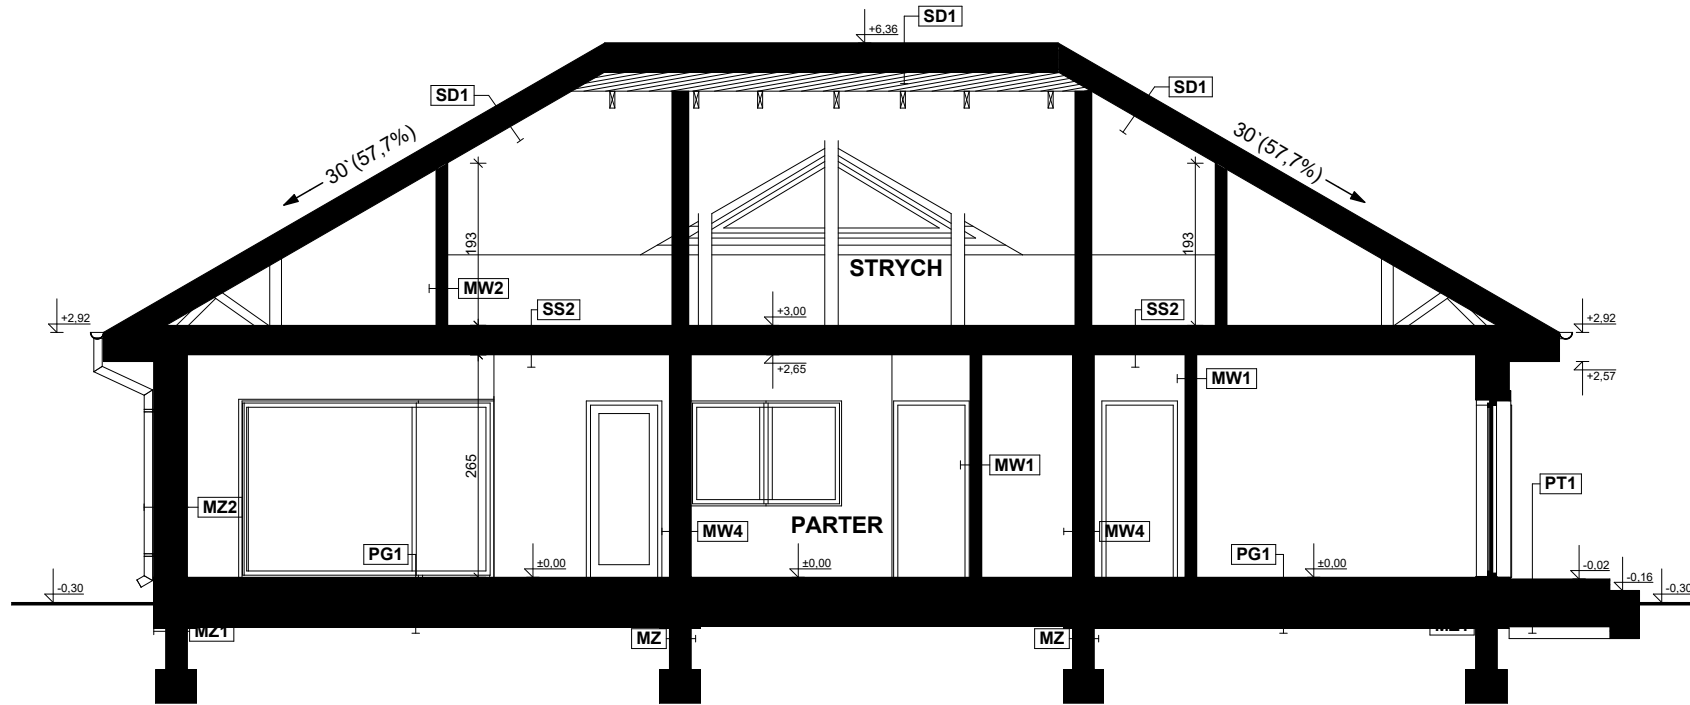 SD1
+6,36
SD1
SD1
30`(57,7%)
30`(57,7%)
193
193
STRYCH
MW2
SS2
SS2
+3,00
+2,92
+2,92
+2,65
+2,57
MW1
265
MW1
PT1
MZ2
PARTER
MW4
MW4
PG1
PG1
±0,00
±0,00
±0,00
-0,02
-0,16
-0,30
-0,30
MZ1
MZ
MZ